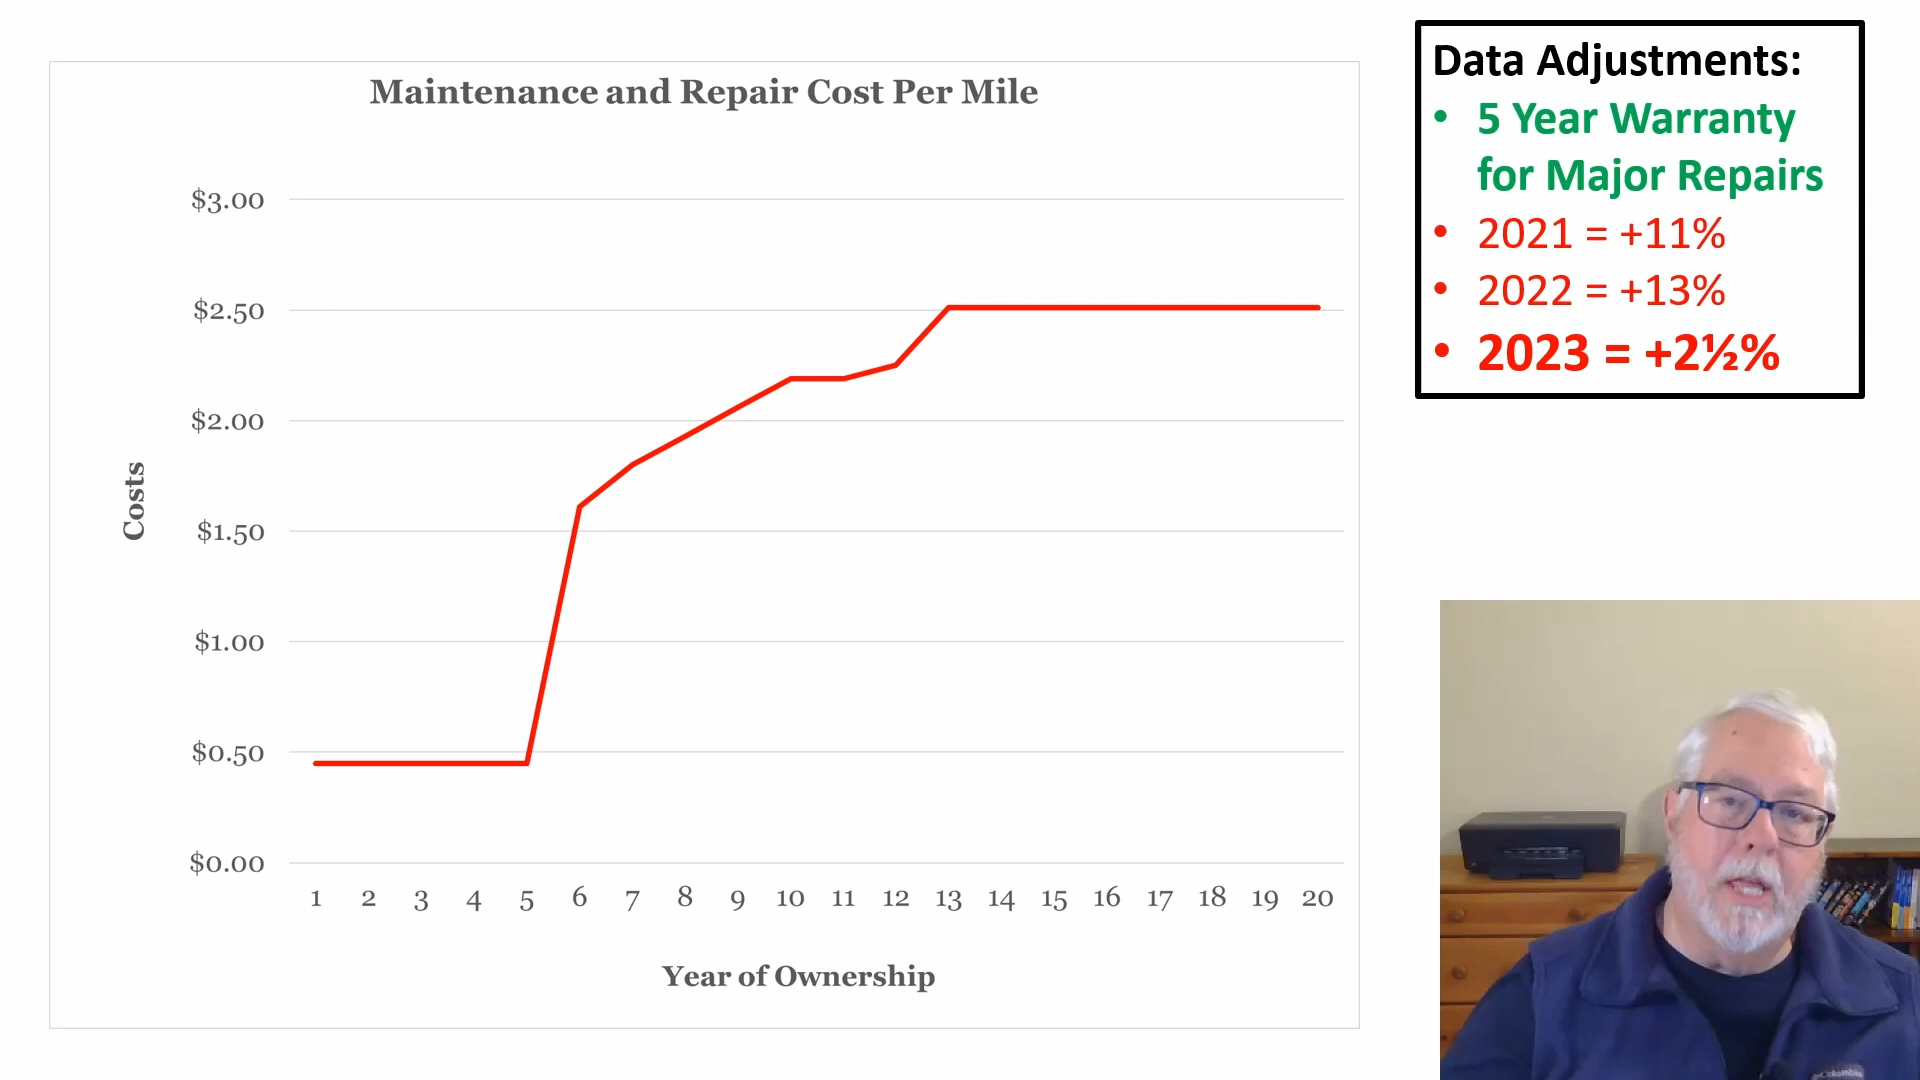 Maintenance and Repair Cost Per Mile
$3.00
$2.50
$2.00
$1.50
$1.00
$0.50
$0.00
Costs
1 2 3 4 5 6 7 8 9 10 11 12 13 14 15 16 17 18 19 20
Year of Ownership
Data Adjustments:
• 5 Year Warranty
for Major Repairs
• 2021 = +11%
• 2022 = +13%
• 2023 = +2½%
Columbia